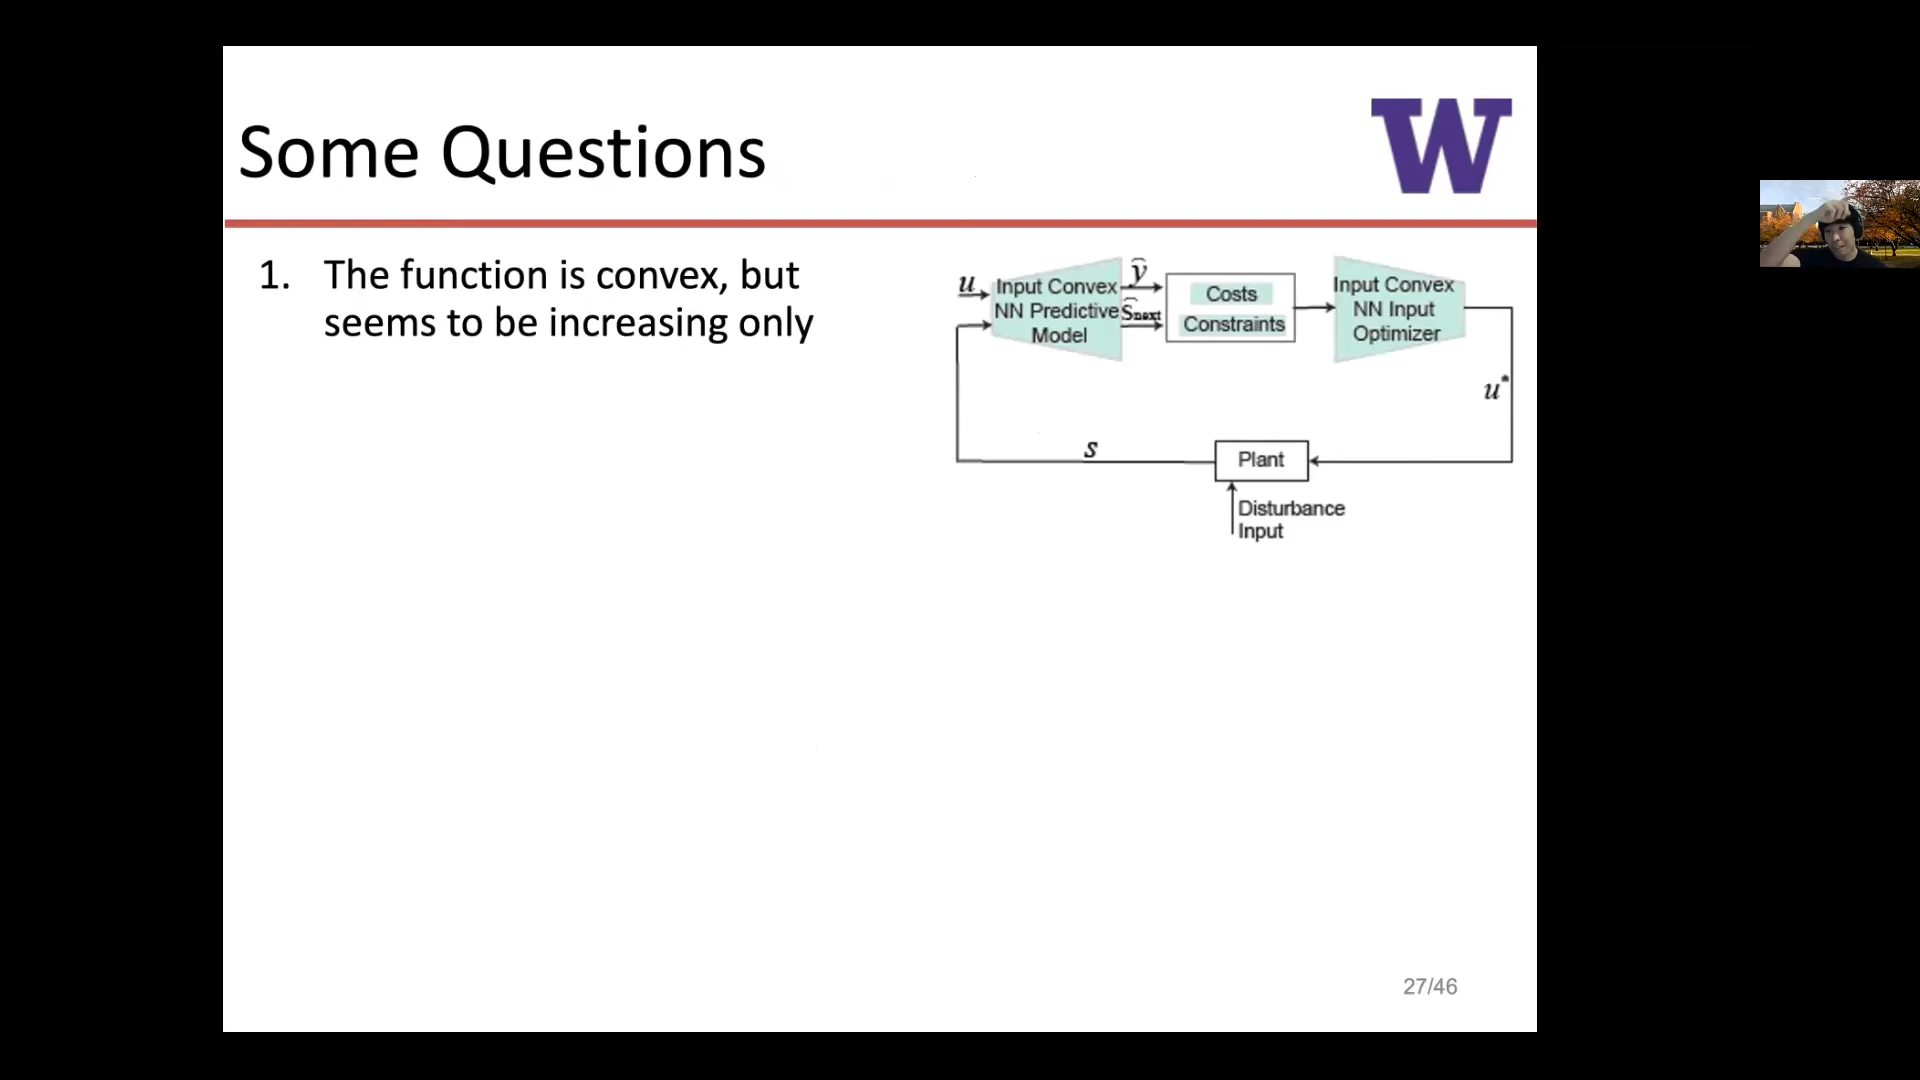 Some Questions
W
1. The function is convex, but
seems to be increasing only
u
Input Convex
NN Predictive
Model
ŷ
ŝnext
Costs
Constraints
Input Convex
NN Input
Optimizer
u*
s
Plant
Disturbance
Input
27/46